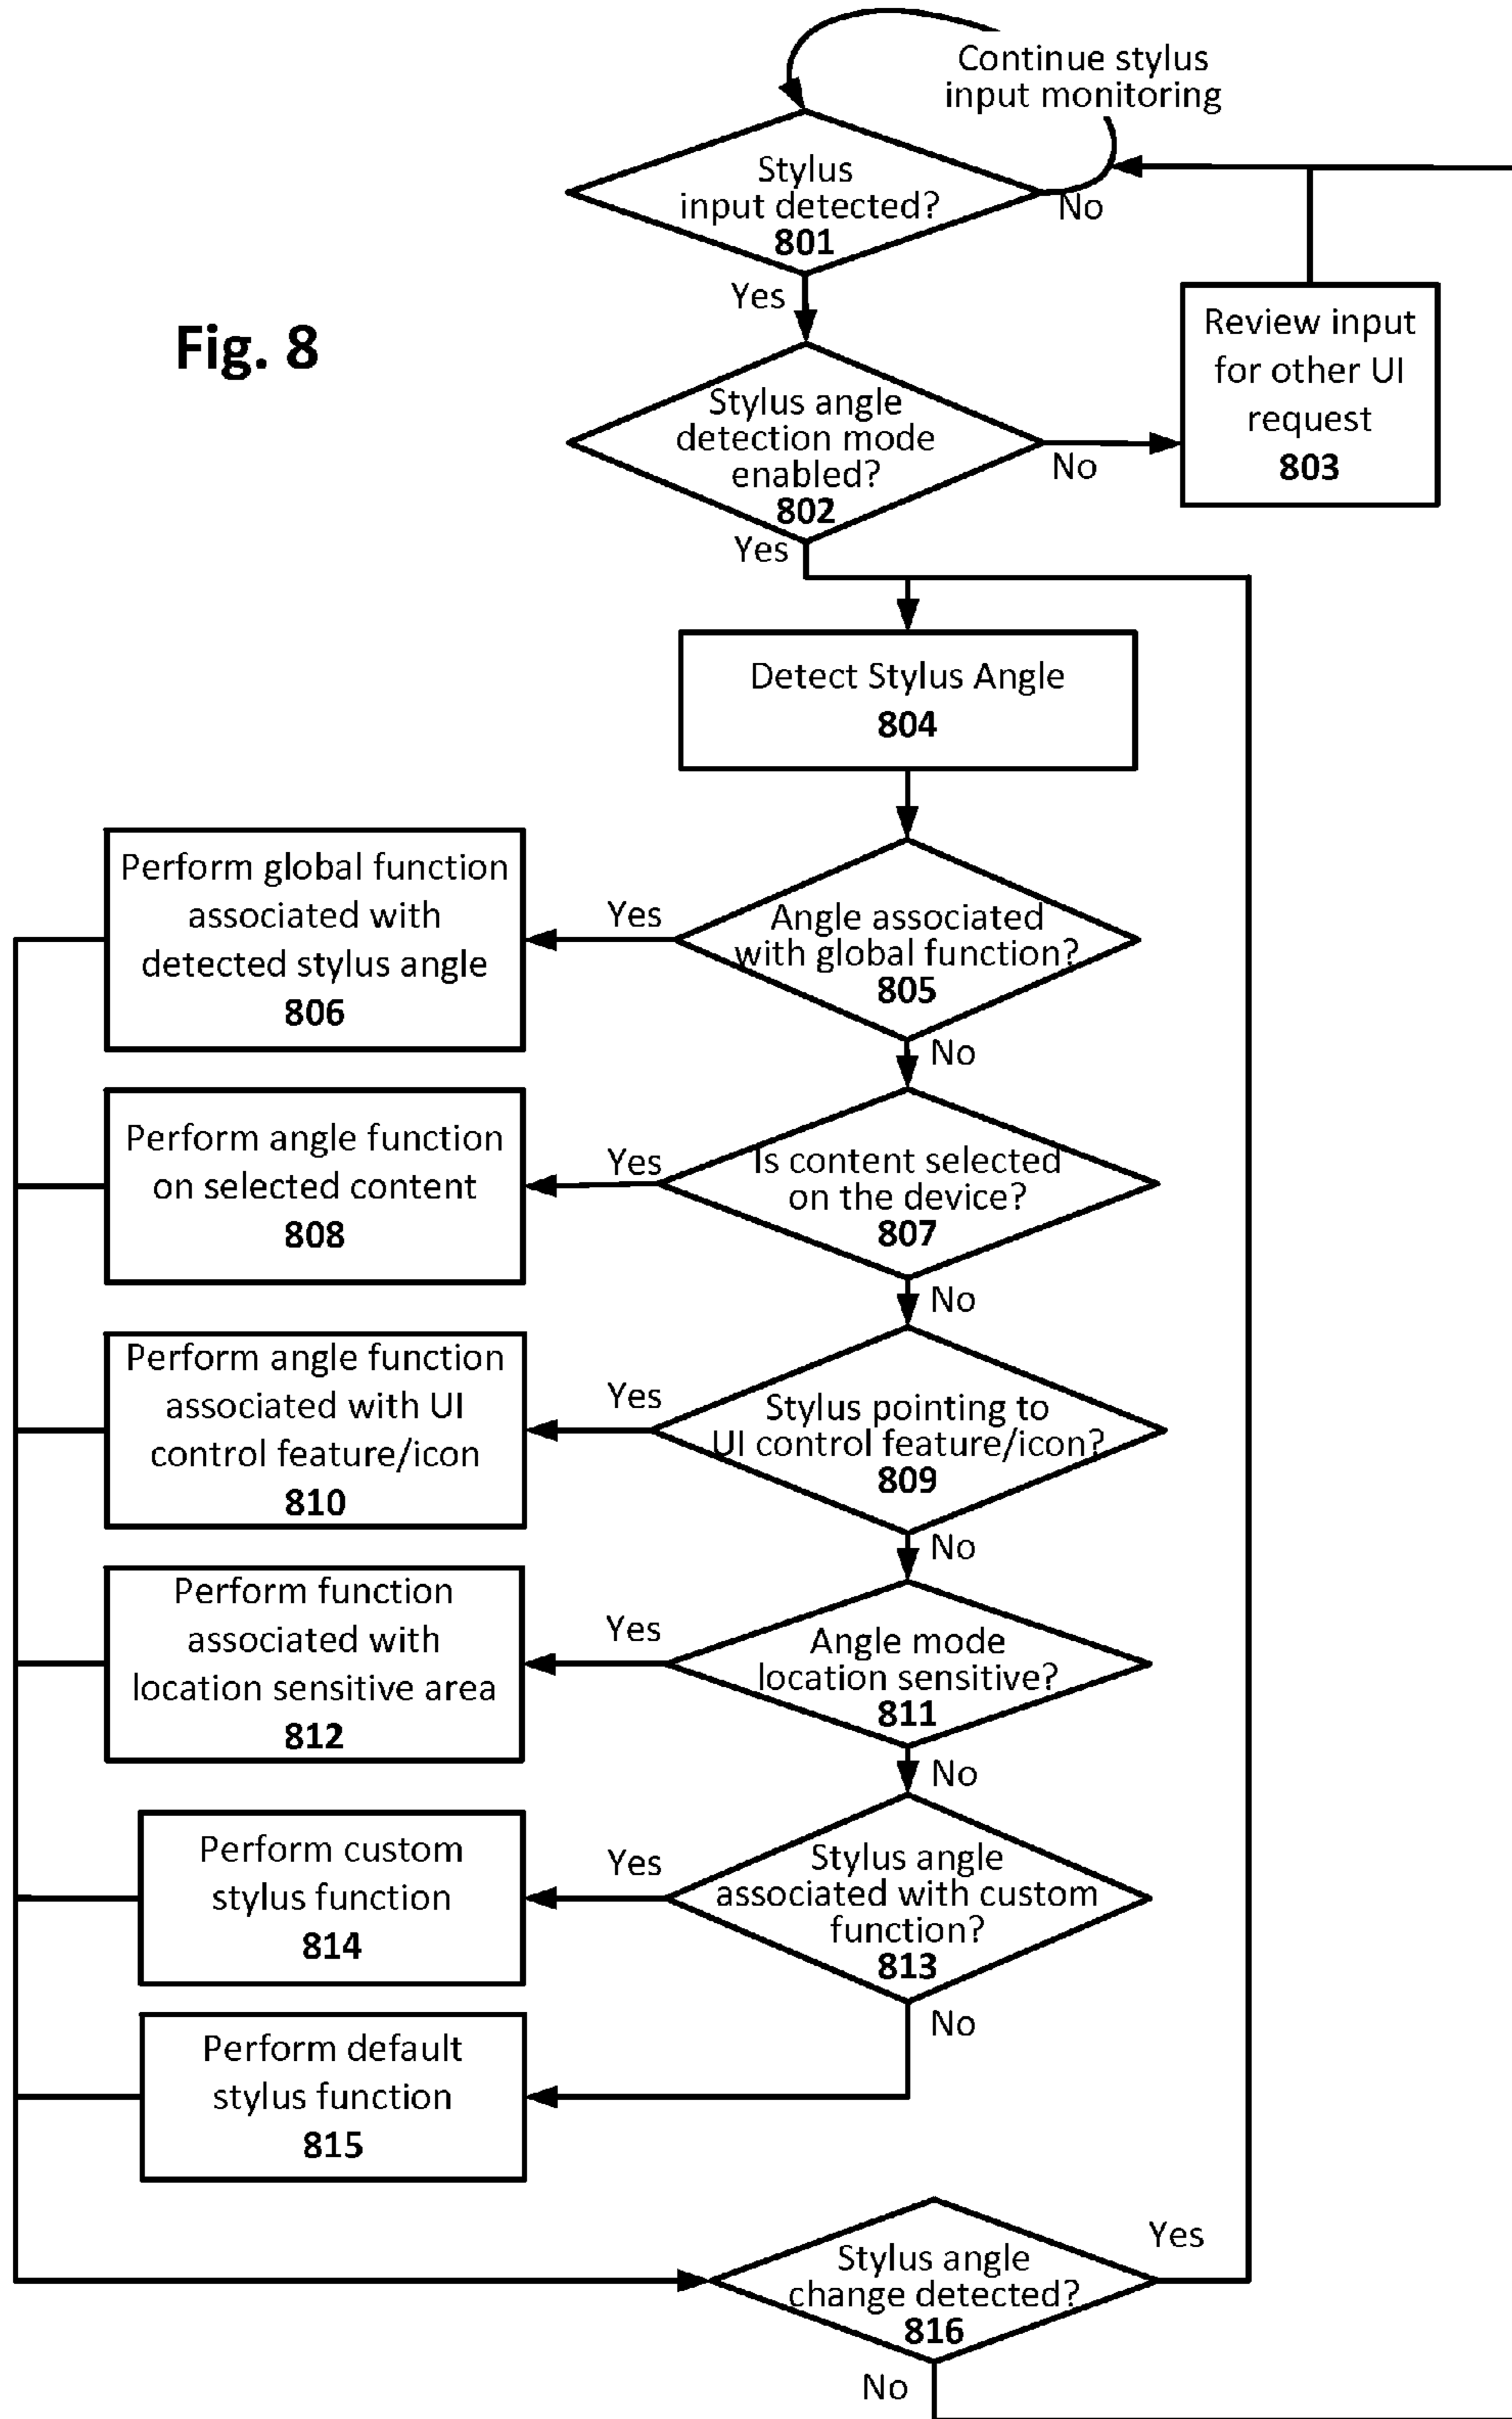 Continue stylus
input monitoring
Stylus
input detected?
801
No
Yes
Fig. 8
Review input
for other UI
request
803
Stylus angle
detection mode
enabled?
802
No
Yes
Detect Stylus Angle
804
Perform global function
associated with
detected stylus angle
806
Yes
Angle associated
with global function?
805
No
Perform angle function
on selected content
808
Yes
Is content selected
on the device?
807
No
Perform angle function
associated with UI
control feature/icon
810
Yes
Stylus pointing to
UI control feature/icon?
809
No
Perform function
associated with
location sensitive area
812
Yes
Angle mode
location sensitive?
811
No
Perform custom
stylus function
814
Yes
Stylus angle
associated with custom
function?
813
No
Perform default
stylus function
815
Stylus angle
change detected?
816
Yes
No